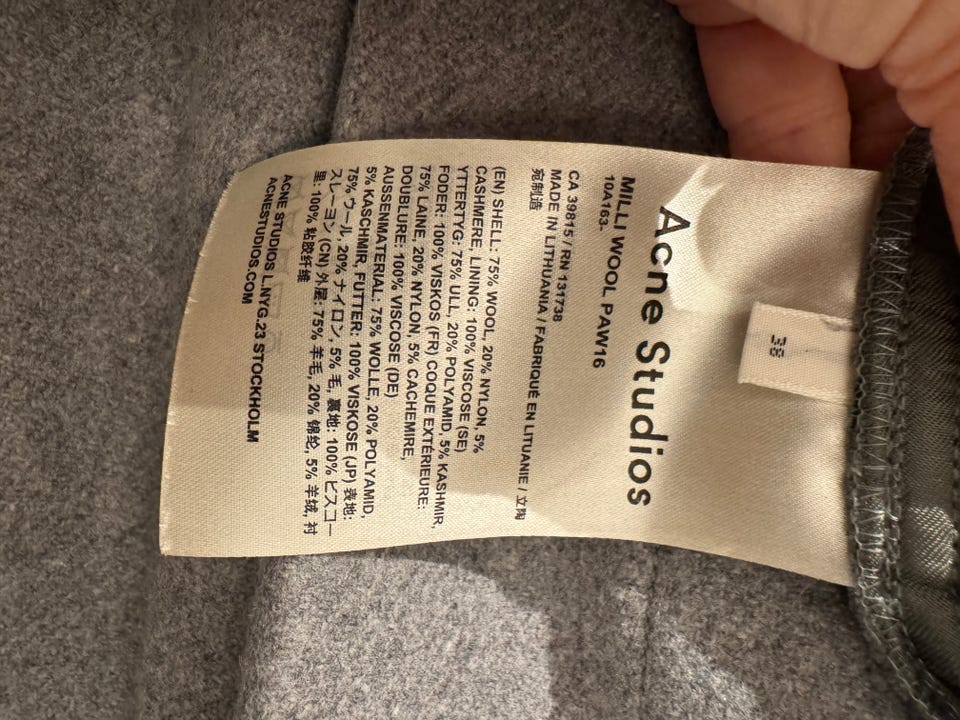 38
Acne Studios
MILLI WOOL PAW16
10A163-
CA 39815 / RN 131738
MADE IN LITHUANIA / FABRIQUÉ EN LITUANIE / 立陶
宛制造
(EN) SHELL: 75% WOOL, 20% NYLON, 5%
CASHMERE, LINING: 100% VISCOSE (SE)
YTTERTYG: 75% ULL, 20% POLYAMID, 5% KASHMIR,
FODER: 100% VISKOS (FR) COQUE EXTÉRIEURE:
75% LAINE, 20% NYLON, 5% CACHEMIRE,
DOUBLURE: 100% VISCOSE (DE)
AUSSENMATERIAL: 75% WOLLE, 20% POLYAMID,
5% KASCHMIR, FUTTER: 100% VISKOSE (JP) 表地:
75% ウール, 20% ナイロン, 5% 毛, 裏地: 100% ビスコー
スレーヨン (CN) 外层: 75% 羊毛, 20% 锦纶, 5% 羊绒, 衬
里: 100% 粘胶纤维
ACNE STUDIOS L.NYG.23 STOCKHOLM
ACNESTUDIOS.COM